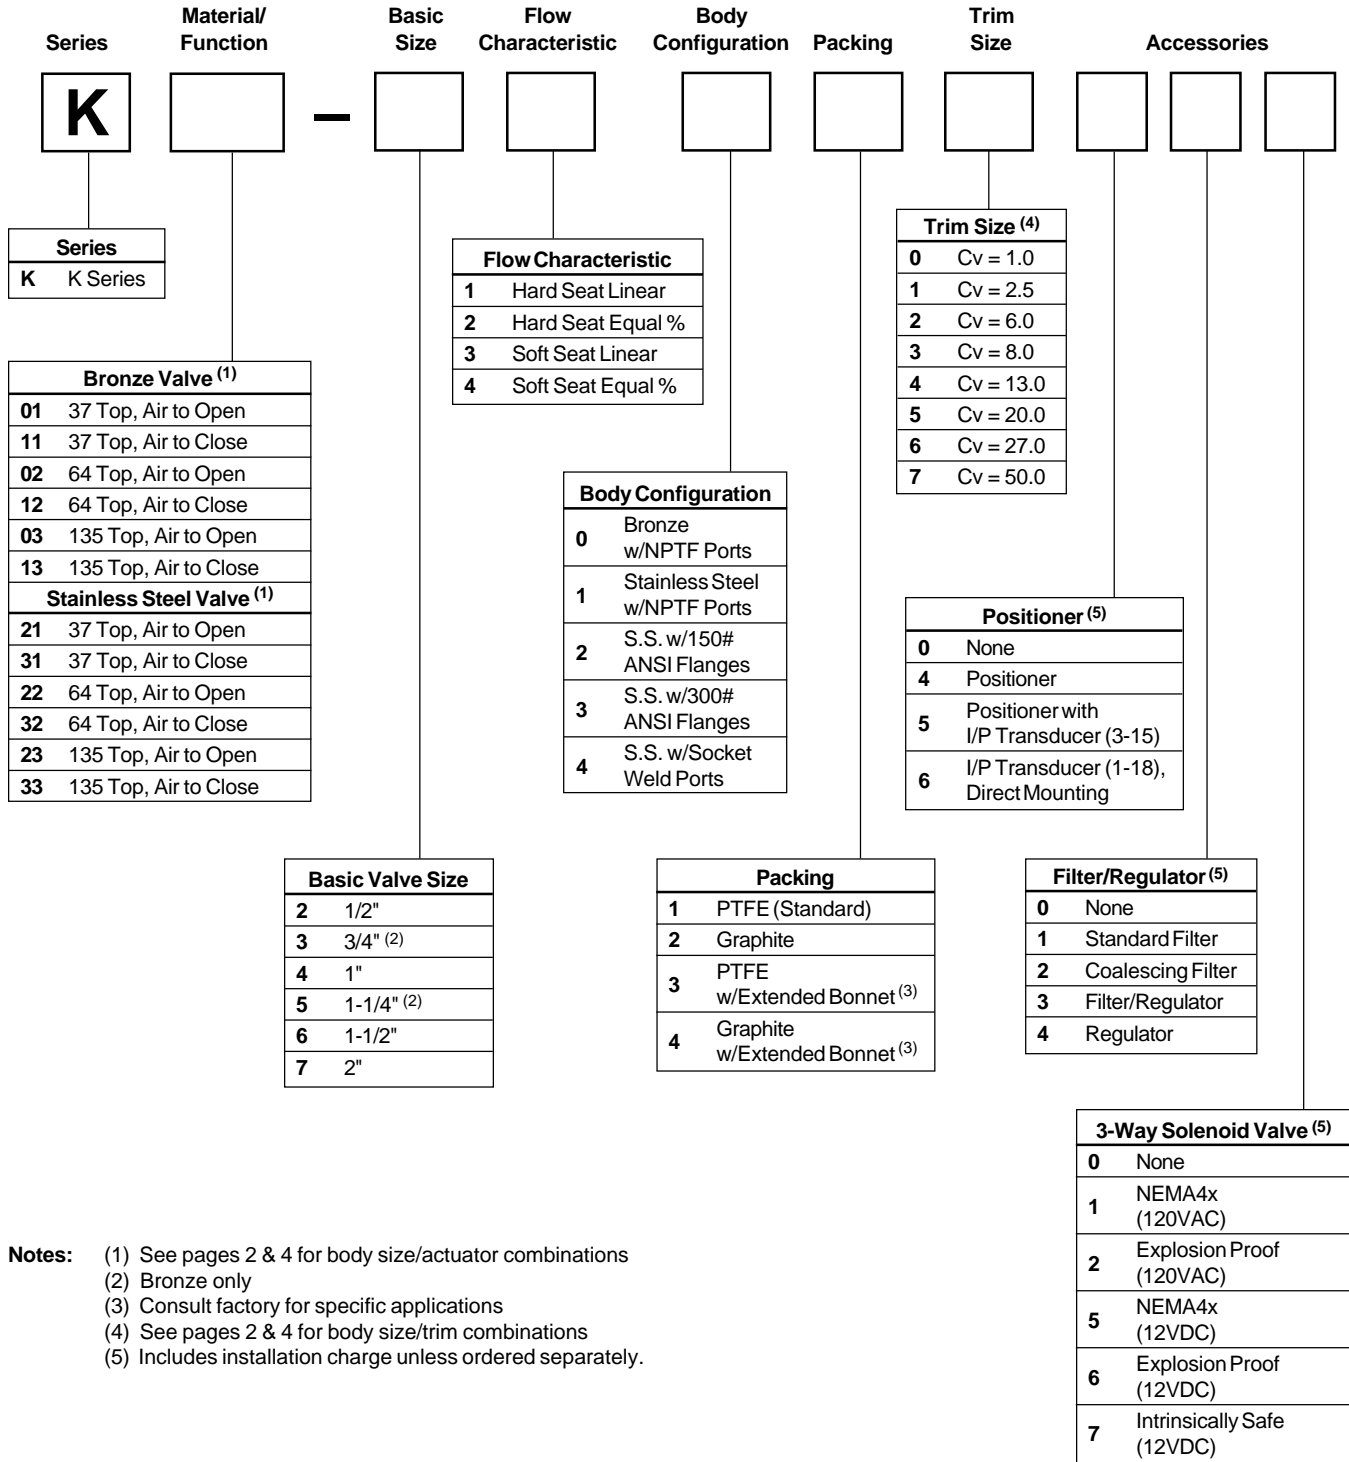 Series
Material/
Function
Basic
Size
Flow
Characteristic
Body
Configuration
Packing
Trim
Size
Accessories
K
–
Series
K K Series
Bronze Valve (1)
01 37 Top, Air to Open
11 37 Top, Air to Close
02 64 Top, Air to Open
12 64 Top, Air to Close
03 135 Top, Air to Open
13 135 Top, Air to Close
Stainless Steel Valve (1)
21 37 Top, Air to Open
31 37 Top, Air to Close
22 64 Top, Air to Open
32 64 Top, Air to Close
23 135 Top, Air to Open
33 135 Top, Air to Close
Basic Valve Size
2 1/2"
3 3/4" (2)
4 1"
5 1-1/4" (2)
6 1-1/2"
7 2"
Flow Characteristic
1 Hard Seat Linear
2 Hard Seat Equal %
3 Soft Seat Linear
4 Soft Seat Equal %
Body Configuration
0 Bronze
w/NPTF Ports
1 Stainless Steel
w/NPTF Ports
2 S.S. w/150#
ANSI Flanges
3 S.S. w/300#
ANSI Flanges
4 S.S. w/Socket
Weld Ports
Packing
1 PTFE (Standard)
2 Graphite
3 PTFE
w/Extended Bonnet (3)
4 Graphite
w/Extended Bonnet (3)
Trim Size (4)
0 Cv = 1.0
1 Cv = 2.5
2 Cv = 6.0
3 Cv = 8.0
4 Cv = 13.0
5 Cv = 20.0
6 Cv = 27.0
7 Cv = 50.0
Positioner (5)
0 None
4 Positioner
5 Positioner with
I/P Transducer (3-15)
6 I/P Transducer (1-18),
Direct Mounting
Filter/Regulator (5)
0 None
1 Standard Filter
2 Coalescing Filter
3 Filter/Regulator
4 Regulator
3-Way Solenoid Valve (5)
0 None
1 NEMA4x
(120VAC)
2 Explosion Proof
(120VAC)
5 NEMA4x
(12VDC)
6 Explosion Proof
(12VDC)
7 Intrinsically Safe
(12VDC)
Notes: (1) See pages 2 & 4 for body size/actuator combinations
(2) Bronze only
(3) Consult factory for specific applications
(4) See pages 2 & 4 for body size/trim combinations
(5) Includes installation charge unless ordered separately.